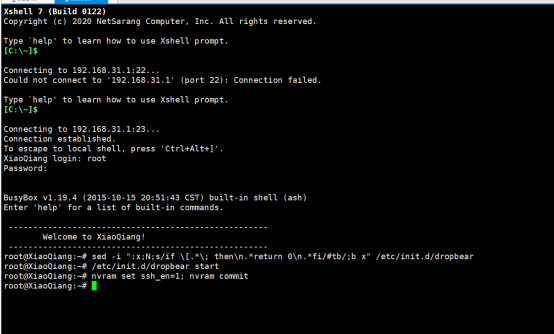 Xshell 7 (Build 0122)
Copyright (c) 2020 NetSarang Computer, Inc. All rights reserved.
Type `help' to learn how to use Xshell prompt.
[C:\~]$
Connecting to 192.168.31.1:22...
Could not connect to '192.168.31.1' (port 22): Connection failed.
Type `help' to learn how to use Xshell prompt.
[C:\~]$
Connecting to 192.168.31.1:23...
Connection established.
To escape to local shell, press 'Ctrl+Alt+]'.
XiaoQiang login: root
Password:
BusyBox v1.19.4 (2015-10-15 20:51:43 CST) built-in shell (ash)
Enter 'help' for a list of built-in commands.
-----------------------------------------------------
Welcome to XiaoQiang!
-----------------------------------------------------
root@XiaoQiang:~# sed -i ":x;N;s/if \[.*\; then\n.*return 0\n.*fi/#tb/;b x" /etc/init.d/dropbear
root@XiaoQiang:~# /etc/init.d/dropbear start
root@XiaoQiang:~# nvram set ssh_en=1; nvram commit
root@XiaoQiang:~#